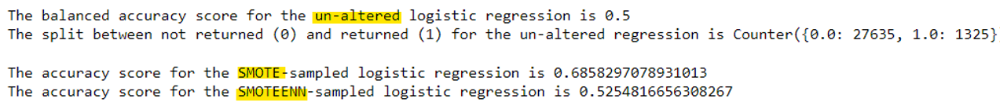 The balanced accuracy score for the un-altered logistic regression is 0.5
The split between not returned (0) and returned (1) for the un-altered regression is Counter({0.0: 27635, 1.0: 1325}
The accuracy score for the SMOTE-sampled logistic regression is 0.6858297078931013
The accuracy score for the SMOTEENN-sampled logistic regression is 0.5254816656308267